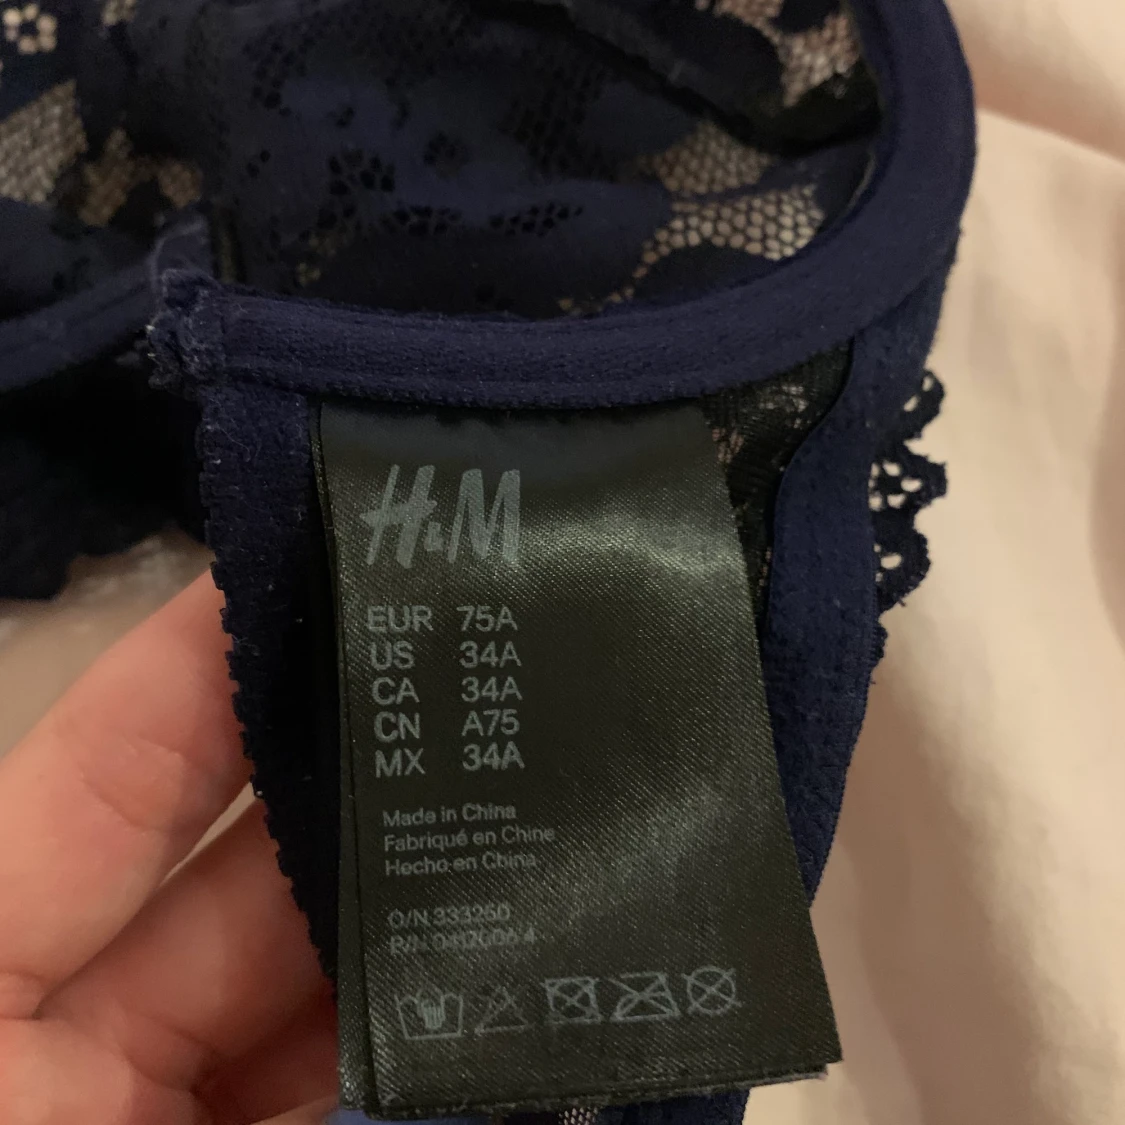 H&M
EUR 75A
US 34A
CA 34A
CN A75
MX 34A
Made in China
Fabriqué en Chine
Hecho en China
O/N 333250
R/N